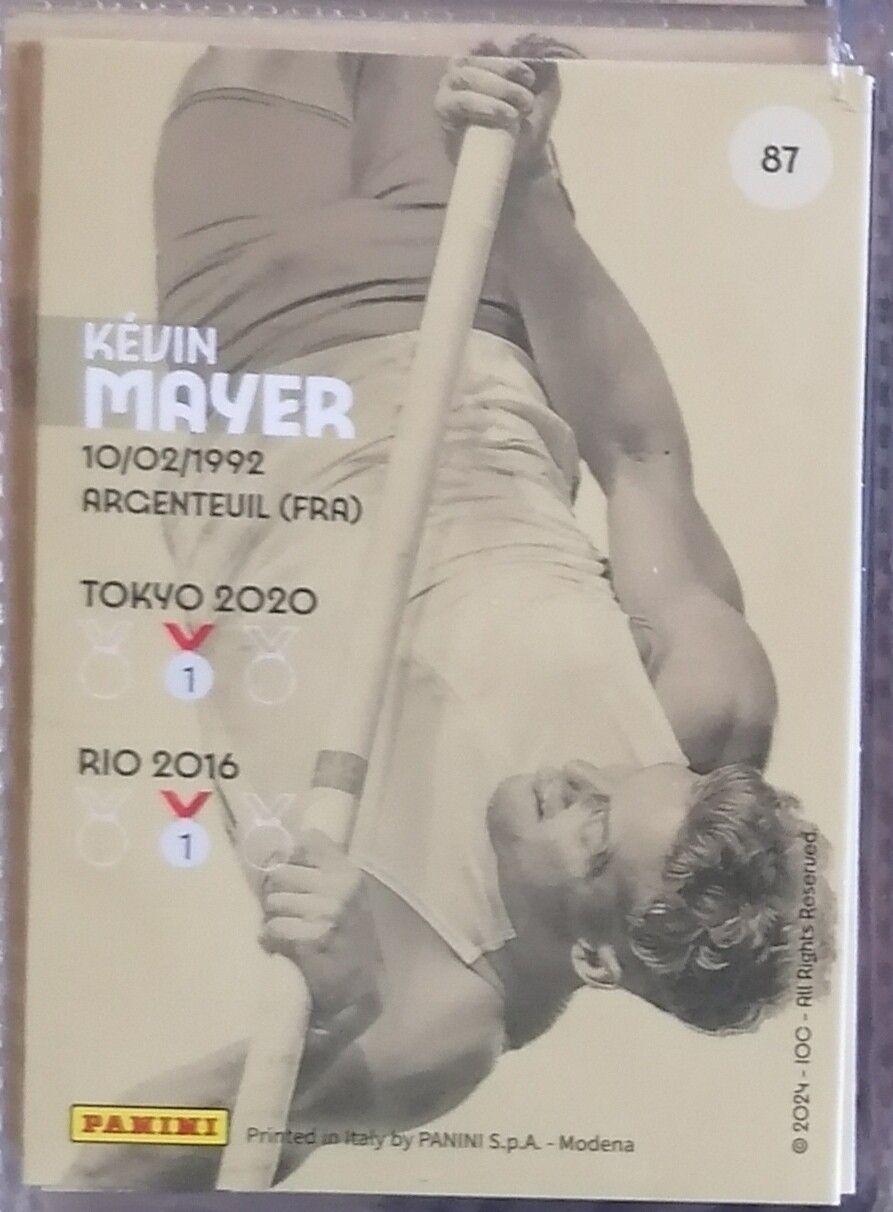 87
KÉVIN
MAYER
10/02/1992
ARGENTEUIL (FRA)
TOKYO 2020
1
RIO 2016
1
PANINI
Printed in Italy by PANINI S.p.A. - Modena
© 2024 - IOC - All Rights Reserved.